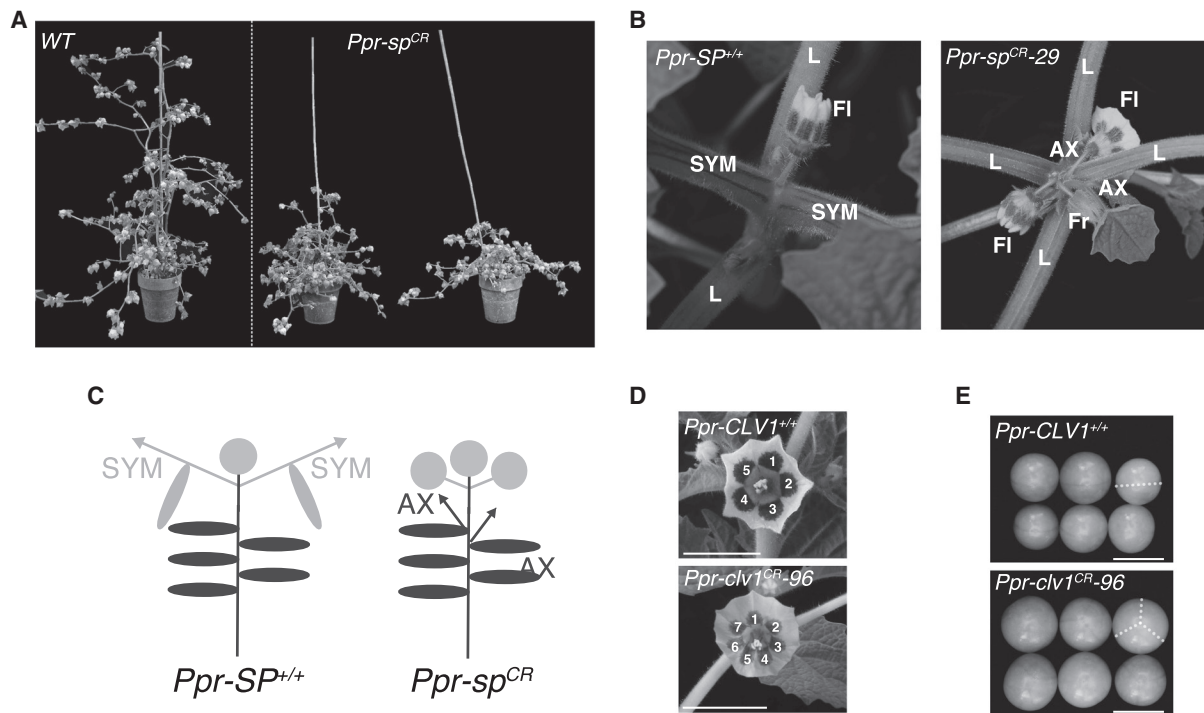 A
WT
Ppr-sp^CR
B
Ppr-SP^+/+
L
Fl
SYM
SYM
L
Ppr-sp^CR-29
L
Fl
AX
L
L
AX
Fr
Fl
L
C
SYM
SYM
Ppr-SP^+/+
AX
AX
Ppr-sp^CR
D
Ppr-CLV1^+/+
1
5
2
4
3
Ppr-clv1^CR-96
1
7
2
6
3
5
4
E
Ppr-CLV1^+/+
Ppr-clv1^CR-96